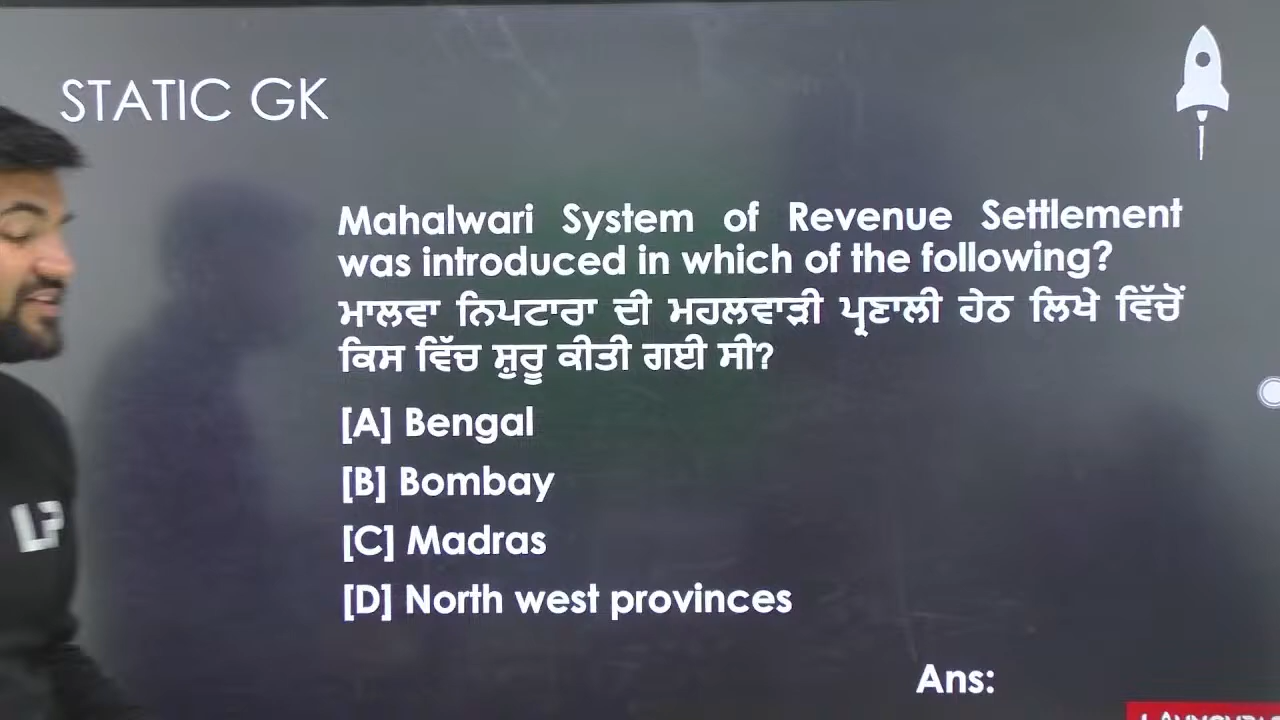 STATIC GK
Mahalwari System of Revenue Settlement
was introduced in which of the following?
ਮਾਲਵਾ ਨਿਪਟਾਰਾ ਦੀ ਮਹਲਵਾੜੀ ਪ੍ਰਣਾਲੀ ਹੇਠ ਲਿਖੇ ਵਿੱਚੋਂ
ਕਿਸ ਵਿੱਚ ਸ਼ੁਰੂ ਕੀਤੀ ਗਈ ਸੀ?
[A] Bengal
[B] Bombay
[C] Madras
[D] North west provinces
LP
Ans: